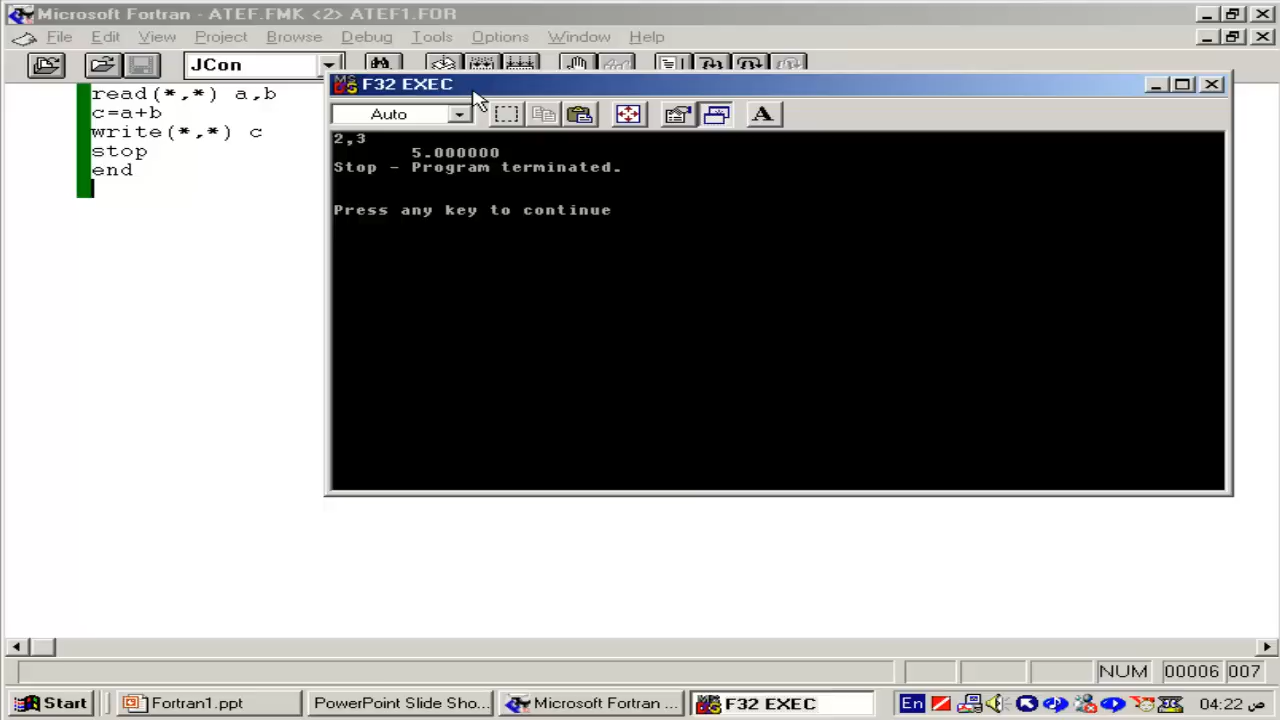 Microsoft Fortran - ATEF.FMK <2> ATEF1.FOR
File Edit View Project Browse Debug Tools Options Window Help
JCon
read(*,*) a,b
c=a+b
write(*,*) c
stop
end
F32 EXEC
Auto
A
2,3
5.000000
Stop - Program terminated.
Press any key to continue
NUM 00006 007
Start Fortran1.ppt PowerPoint Slide Sho... Microsoft Fortran ... F32 EXEC En 04:22 ص